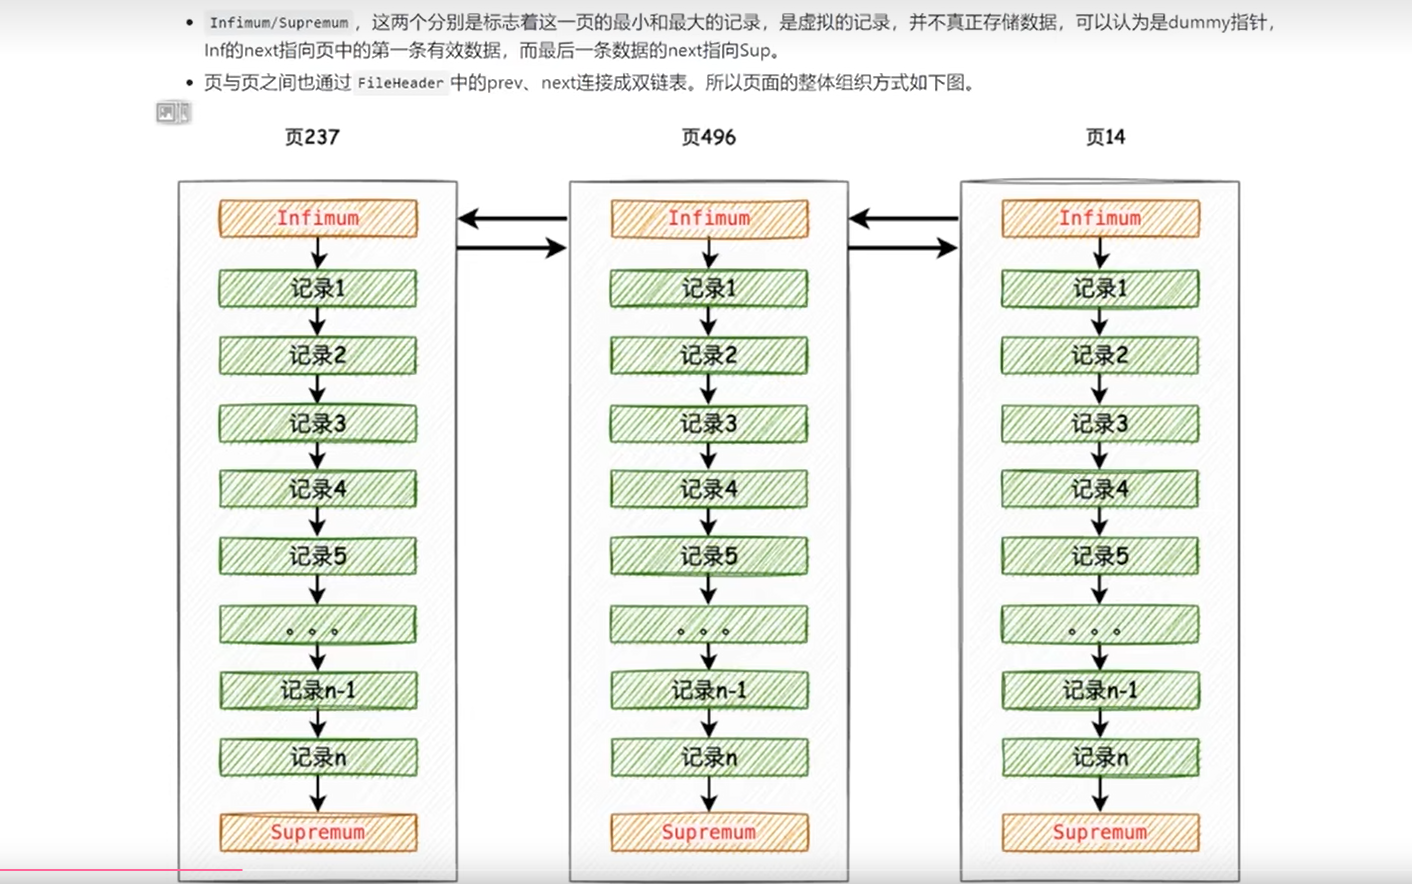 Infimum/Supremum，这两个分别是标志着这一页的最小和最大的记录，是虚拟的记录，并不真正存储数据，可以认为是dummy指针，
Inf的next指向页中的第一条有效数据，而最后一条数据的next指向Sup。
页与页之间也通过 FileHeader 中的prev、next连接成双链表。所以页面的整体组织方式如下图。
页237
页496
页14
Infimum
Infimum
Infimum
记录1
记录1
记录1
记录2
记录2
记录2
记录3
记录3
记录3
记录4
记录4
记录4
记录5
记录5
记录5
。。。
。。。
。。。
记录n-1
记录n-1
记录n-1
记录n
记录n
记录n
Supremum
Supremum
Supremum